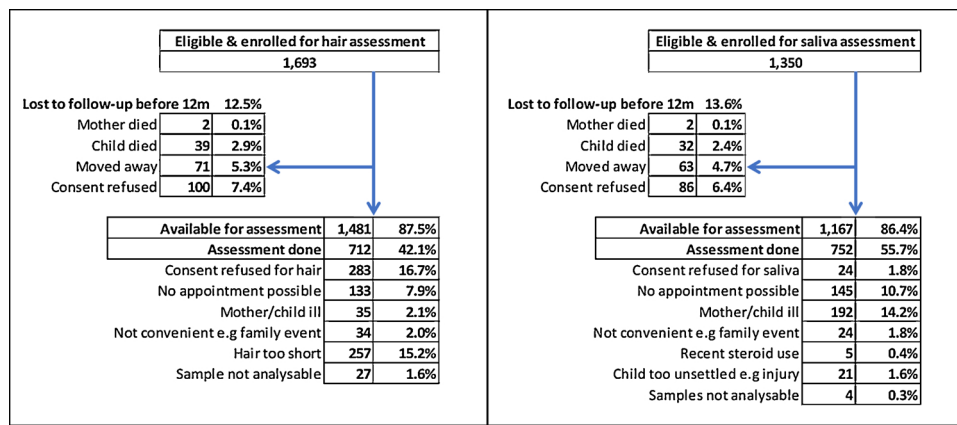 Eligible & enrolled for hair assessment
1,693
Lost to follow-up before 12m 12.5%
Mother died 2 0.1%
Child died 39 2.9%
Moved away 71 5.3%
Consent refused 100 7.4%
Available for assessment 1,481 87.5%
Assessment done 712 42.1%
Consent refused for hair 283 16.7%
No appointment possible 133 7.9%
Mother/child ill 35 2.1%
Not convenient e.g family event 34 2.0%
Hair too short 257 15.2%
Sample not analysable 27 1.6%
Eligible & enrolled for saliva assessment
1,350
Lost to follow-up before 12m 13.6%
Mother died 2 0.1%
Child died 32 2.4%
Moved away 63 4.7%
Consent refused 86 6.4%
Available for assessment 1,167 86.4%
Assessment done 752 55.7%
Consent refused for saliva 24 1.8%
No appointment possible 145 10.7%
Mother/child ill 192 14.2%
Not convenient e.g family event 24 1.8%
Recent steroid use 5 0.4%
Child too unsettled e.g injury 21 1.6%
Samples not analysable 4 0.3%